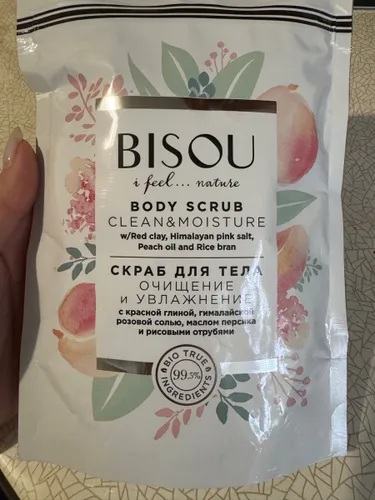 BISOU
i feel... nature
BODY SCRUB
CLEAN&MOISTURE
w/Red clay, Himalayan pink salt,
Peach oil and Rice bran
СКРАБ ДЛЯ ТЕЛА
ОЧИЩЕНИЕ
И УВЛАЖНЕНИЕ
с красной глиной, гималайской
розовой солью, маслом персика
и рисовыми отрубями
BIO TRUE
99.5%
INGREDIENTS